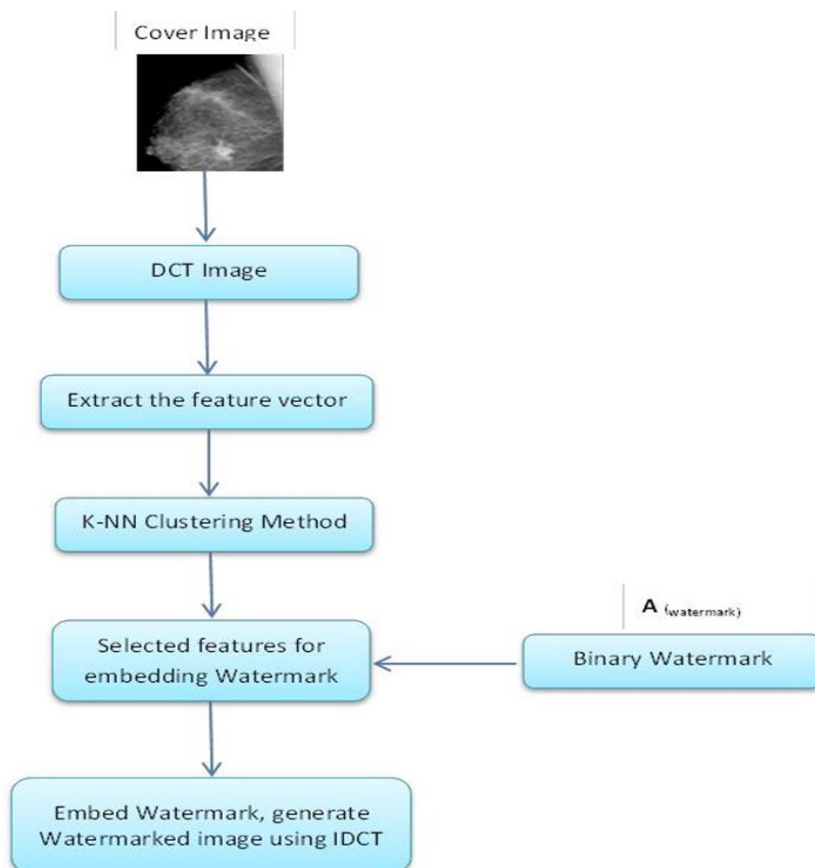 Cover Image
DCT Image
Extract the feature vector
K-NN Clustering Method
A (watermark)
Selected features for
embedding Watermark
Binary Watermark
Embed Watermark, generate
Watermarked image using IDCT